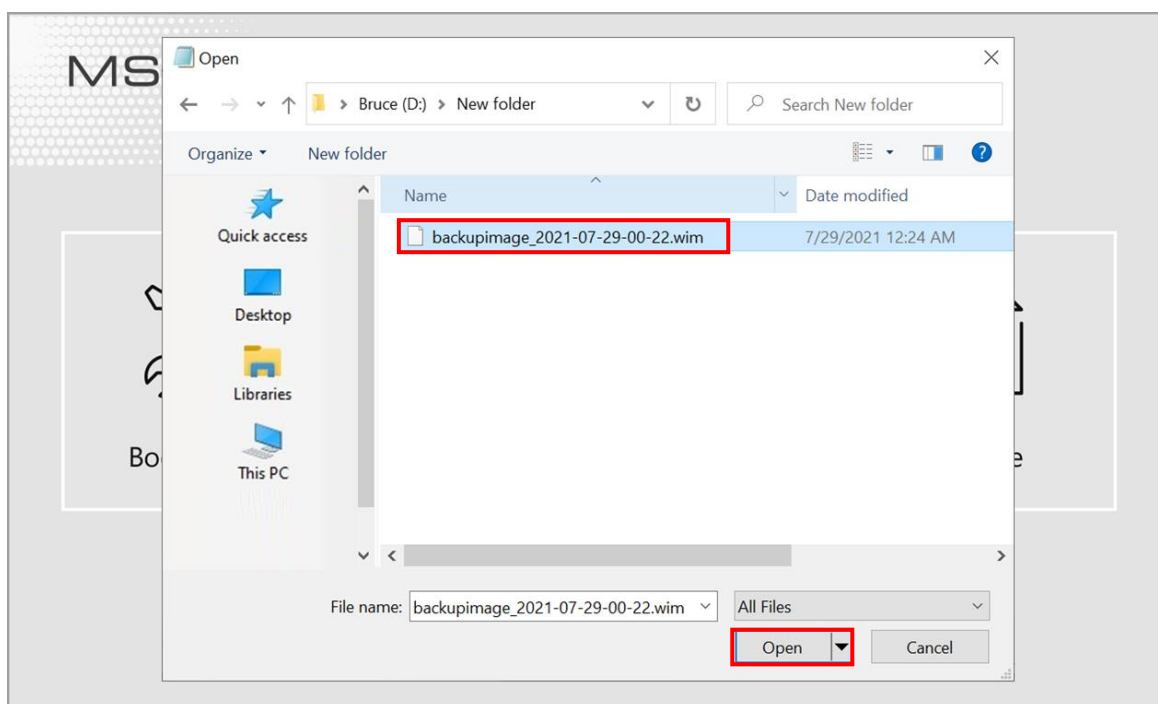 MS
Open
Bruce (D:) > New folder
Search New folder
Organize
New folder
?
Name
Date modified
Quick access
backupimage_2021-07-29-00-22.wim
7/29/2021 12:24 AM
Desktop
Libraries
This PC
Bo
e
File name:
backupimage_2021-07-29-00-22.wim
All Files
Open
Cancel